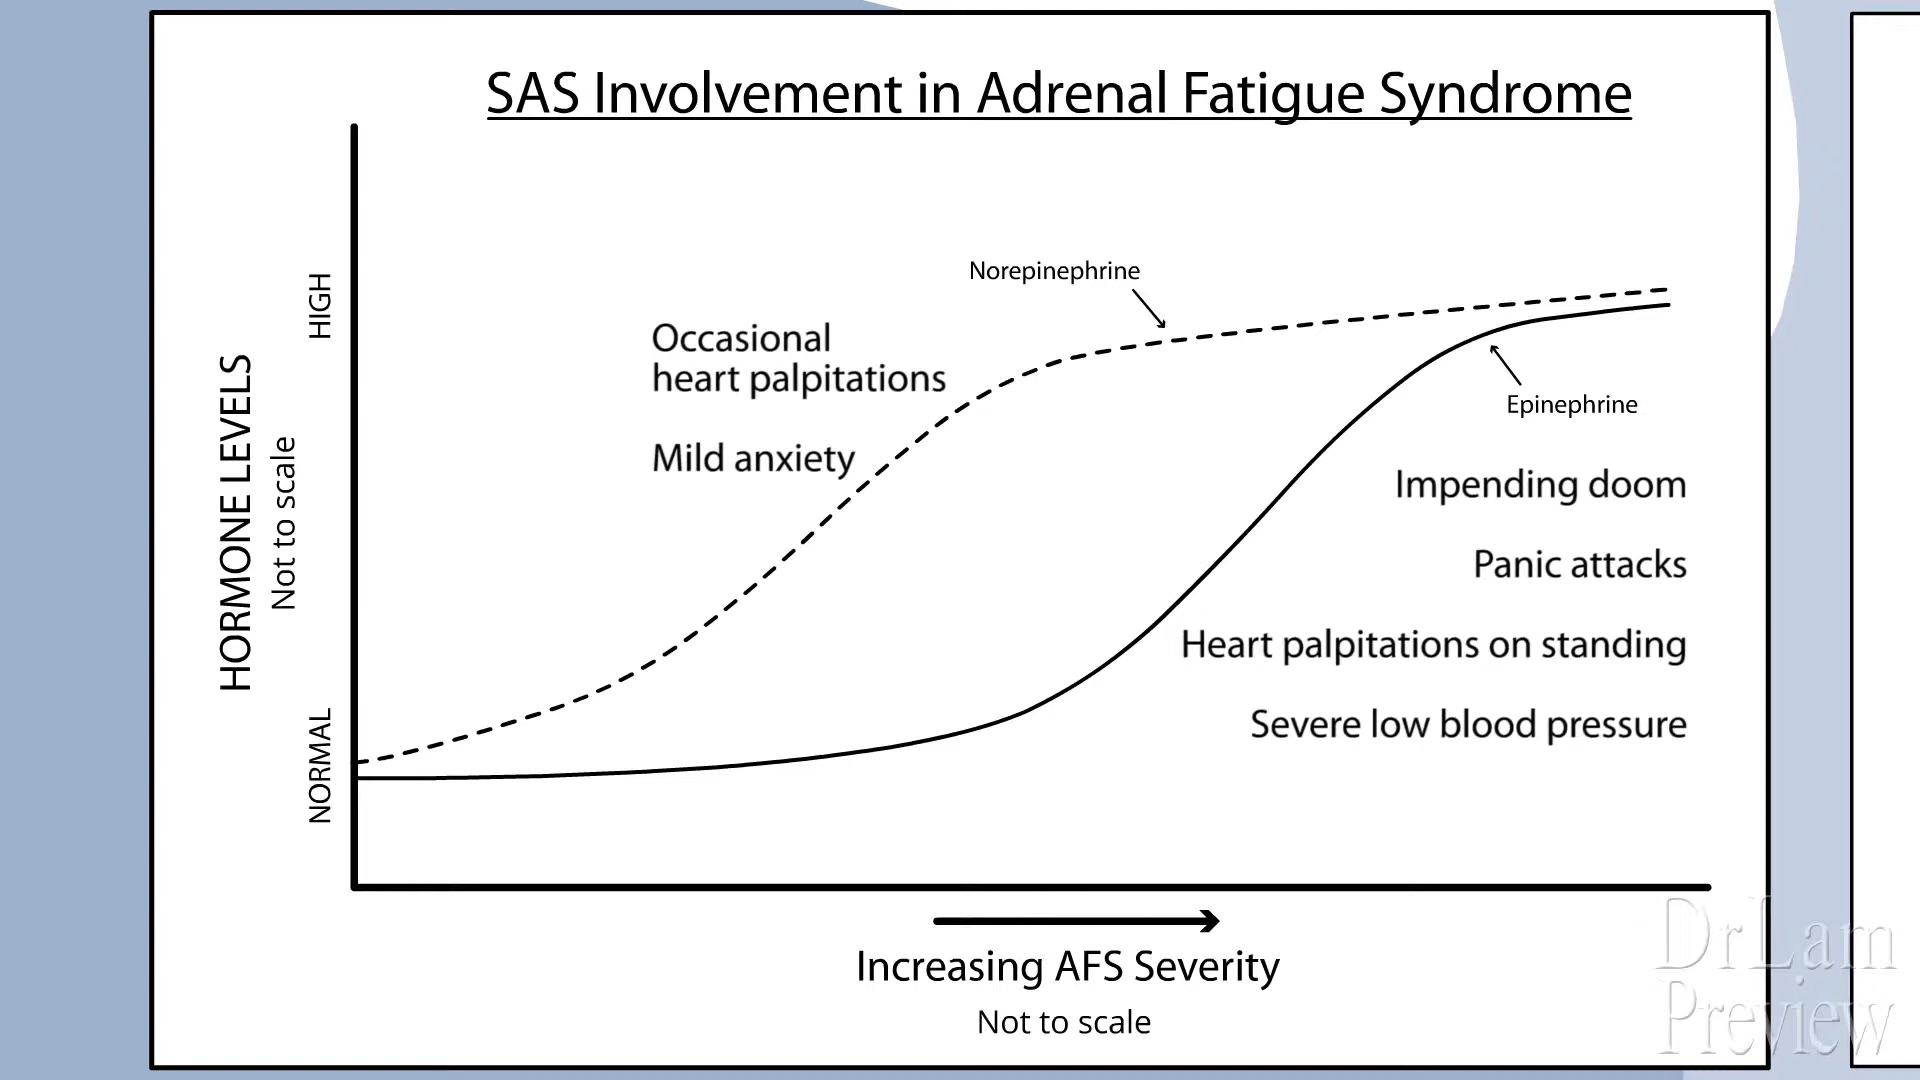 SAS Involvement in Adrenal Fatigue Syndrome
HORMONE LEVELS
Not to scale
HIGH
NORMAL
Norepinephrine
Occasional
heart palpitations
Mild anxiety
Epinephrine
Impending doom
Panic attacks
Heart palpitations on standing
Severe low blood pressure
Increasing AFS Severity
Not to scale
DrLam
Preview